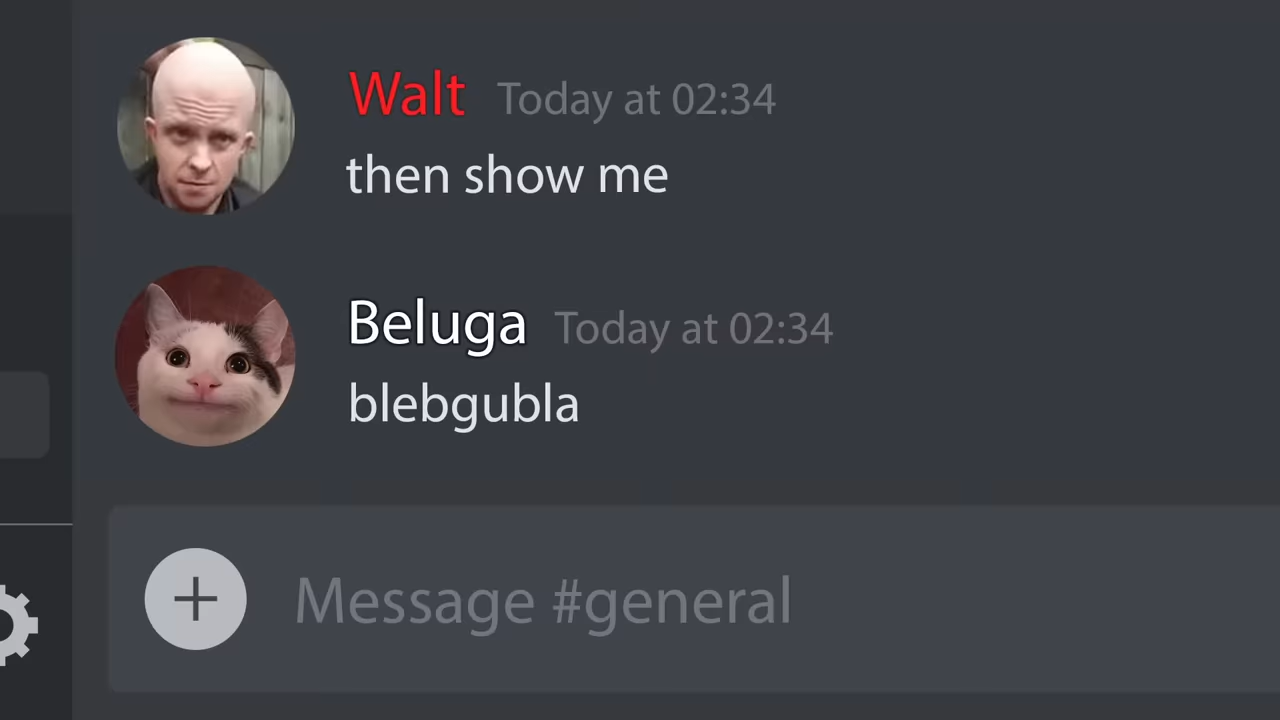 Walt Today at 02:34
then show me
Beluga Today at 02:34
blebgubla
Message #general